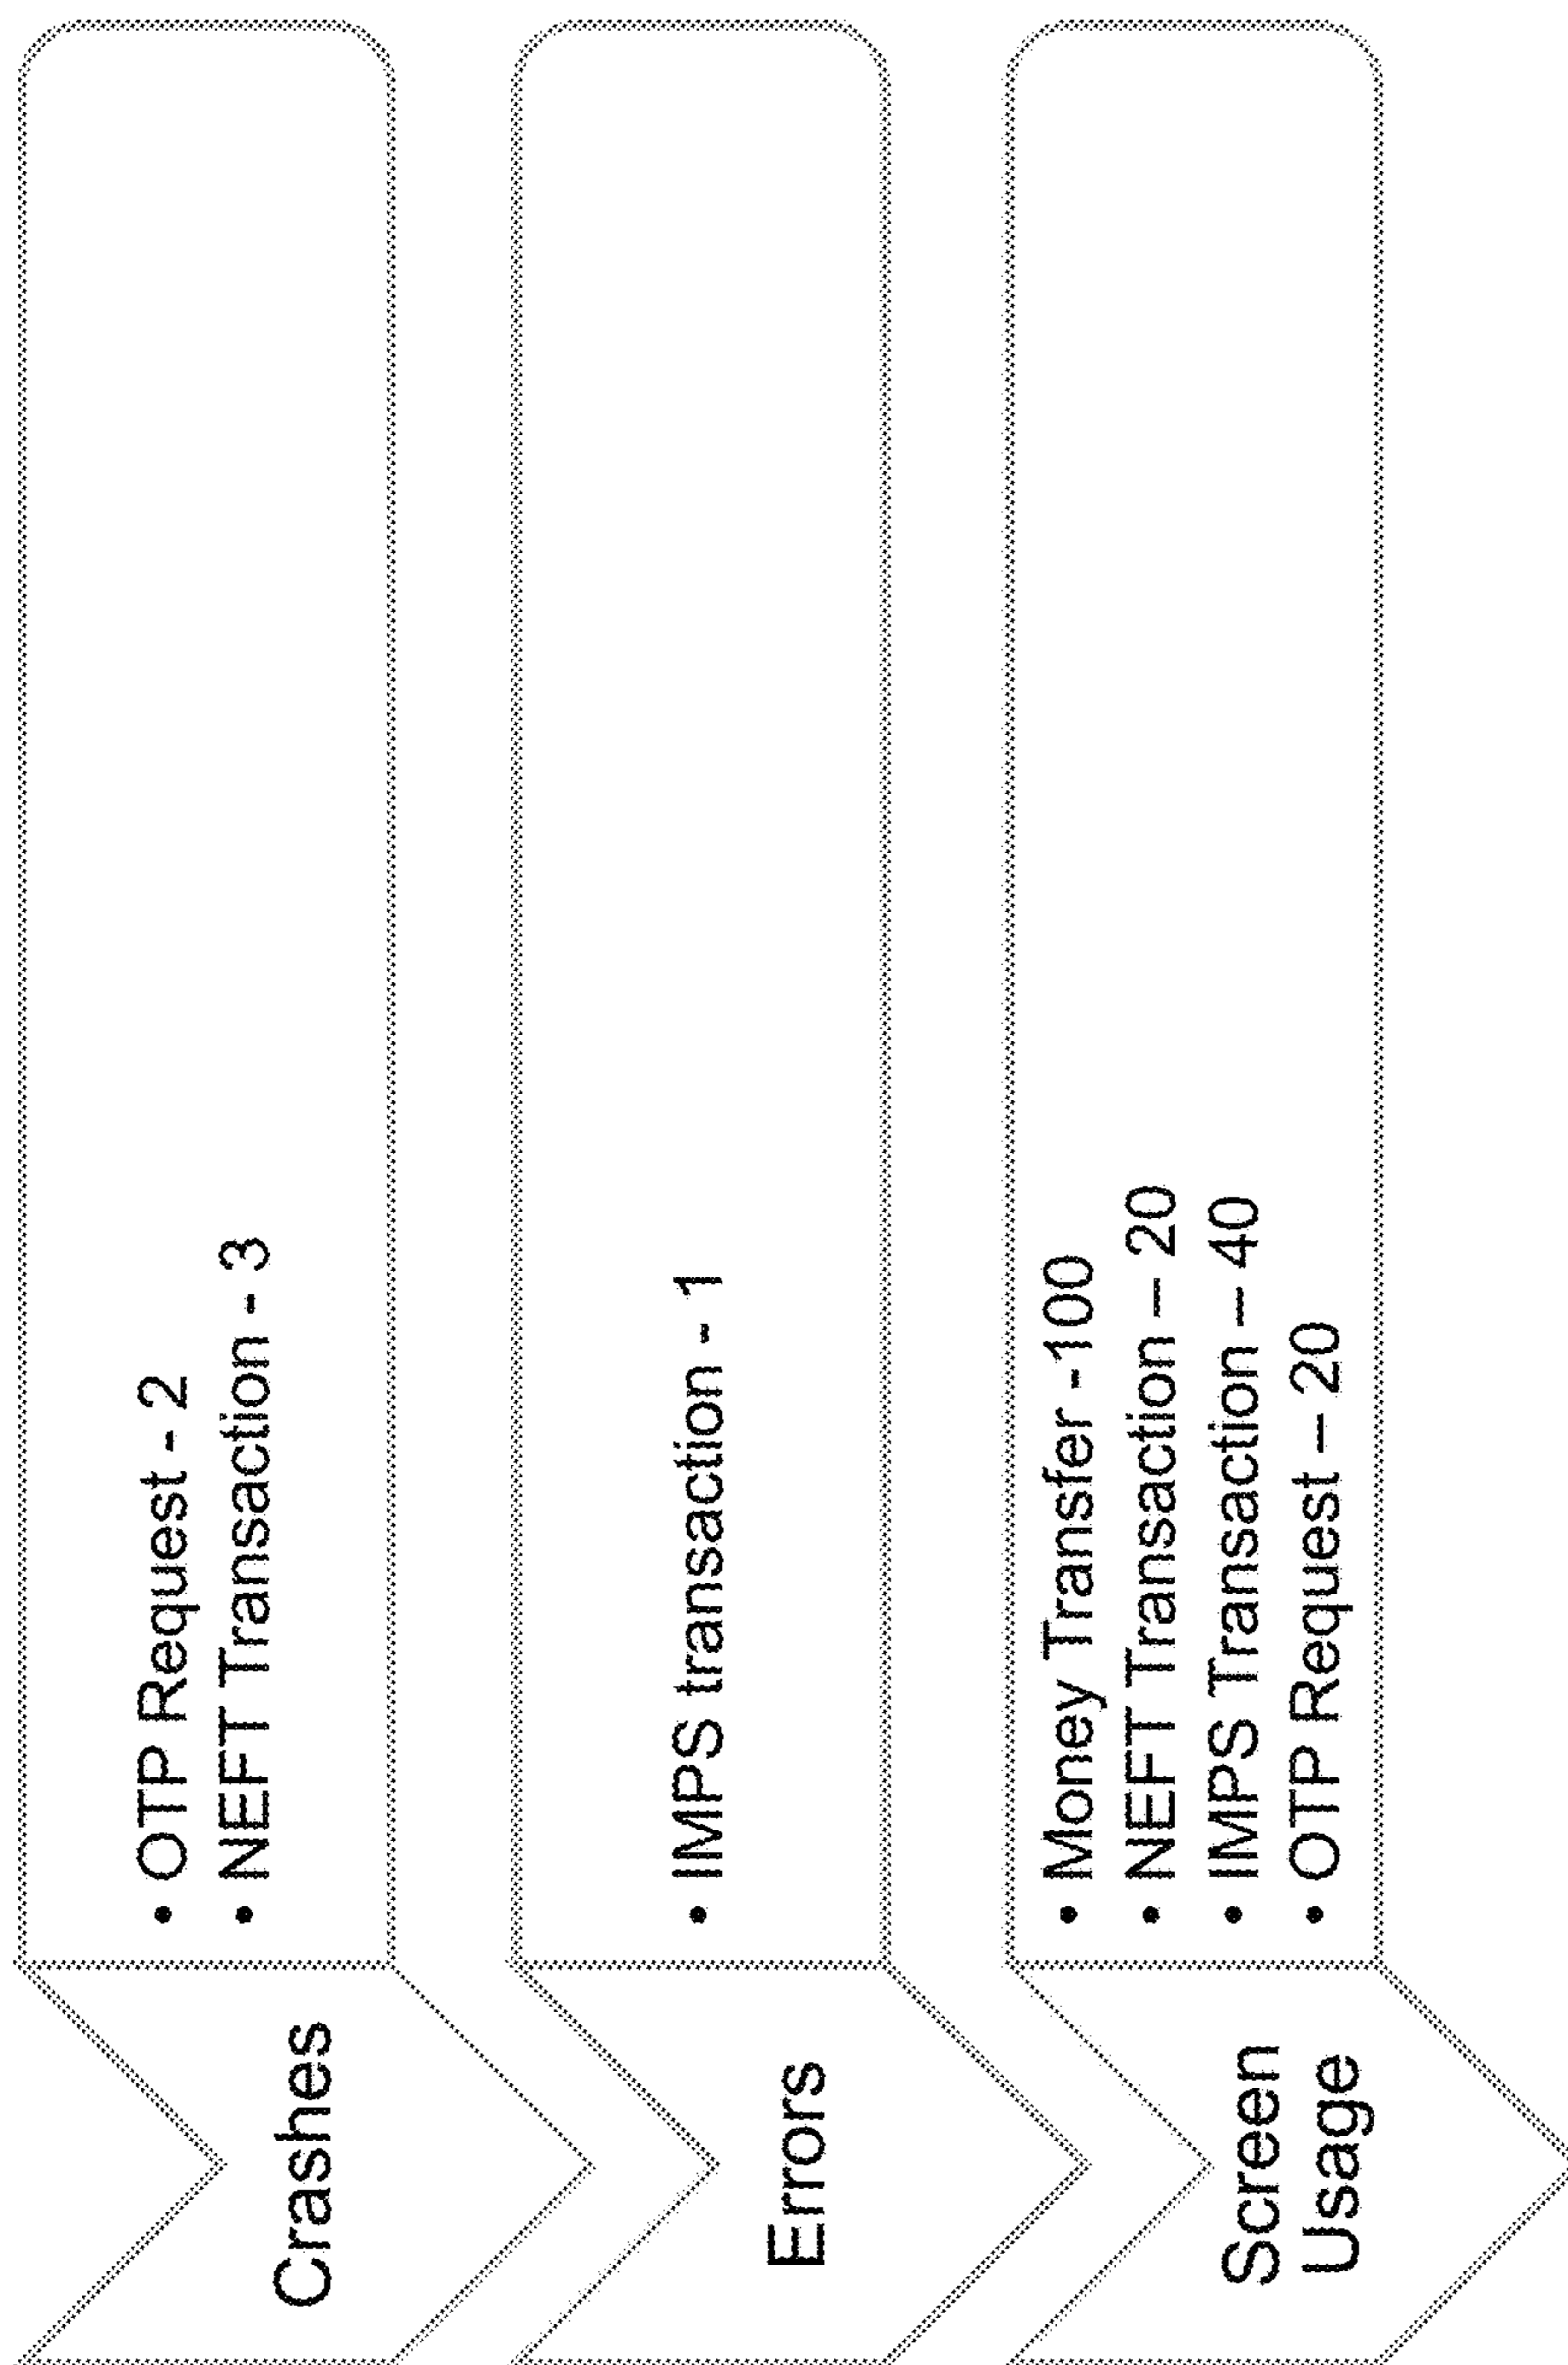 Crashes
• OTP Request - 2
• NEFT Transaction - 3
Errors
• IMPS transaction - 1
Screen
Usage
• Money Transfer -100
• NEFT Transaction – 20
• IMPS Transaction – 40
• OTP Request – 20